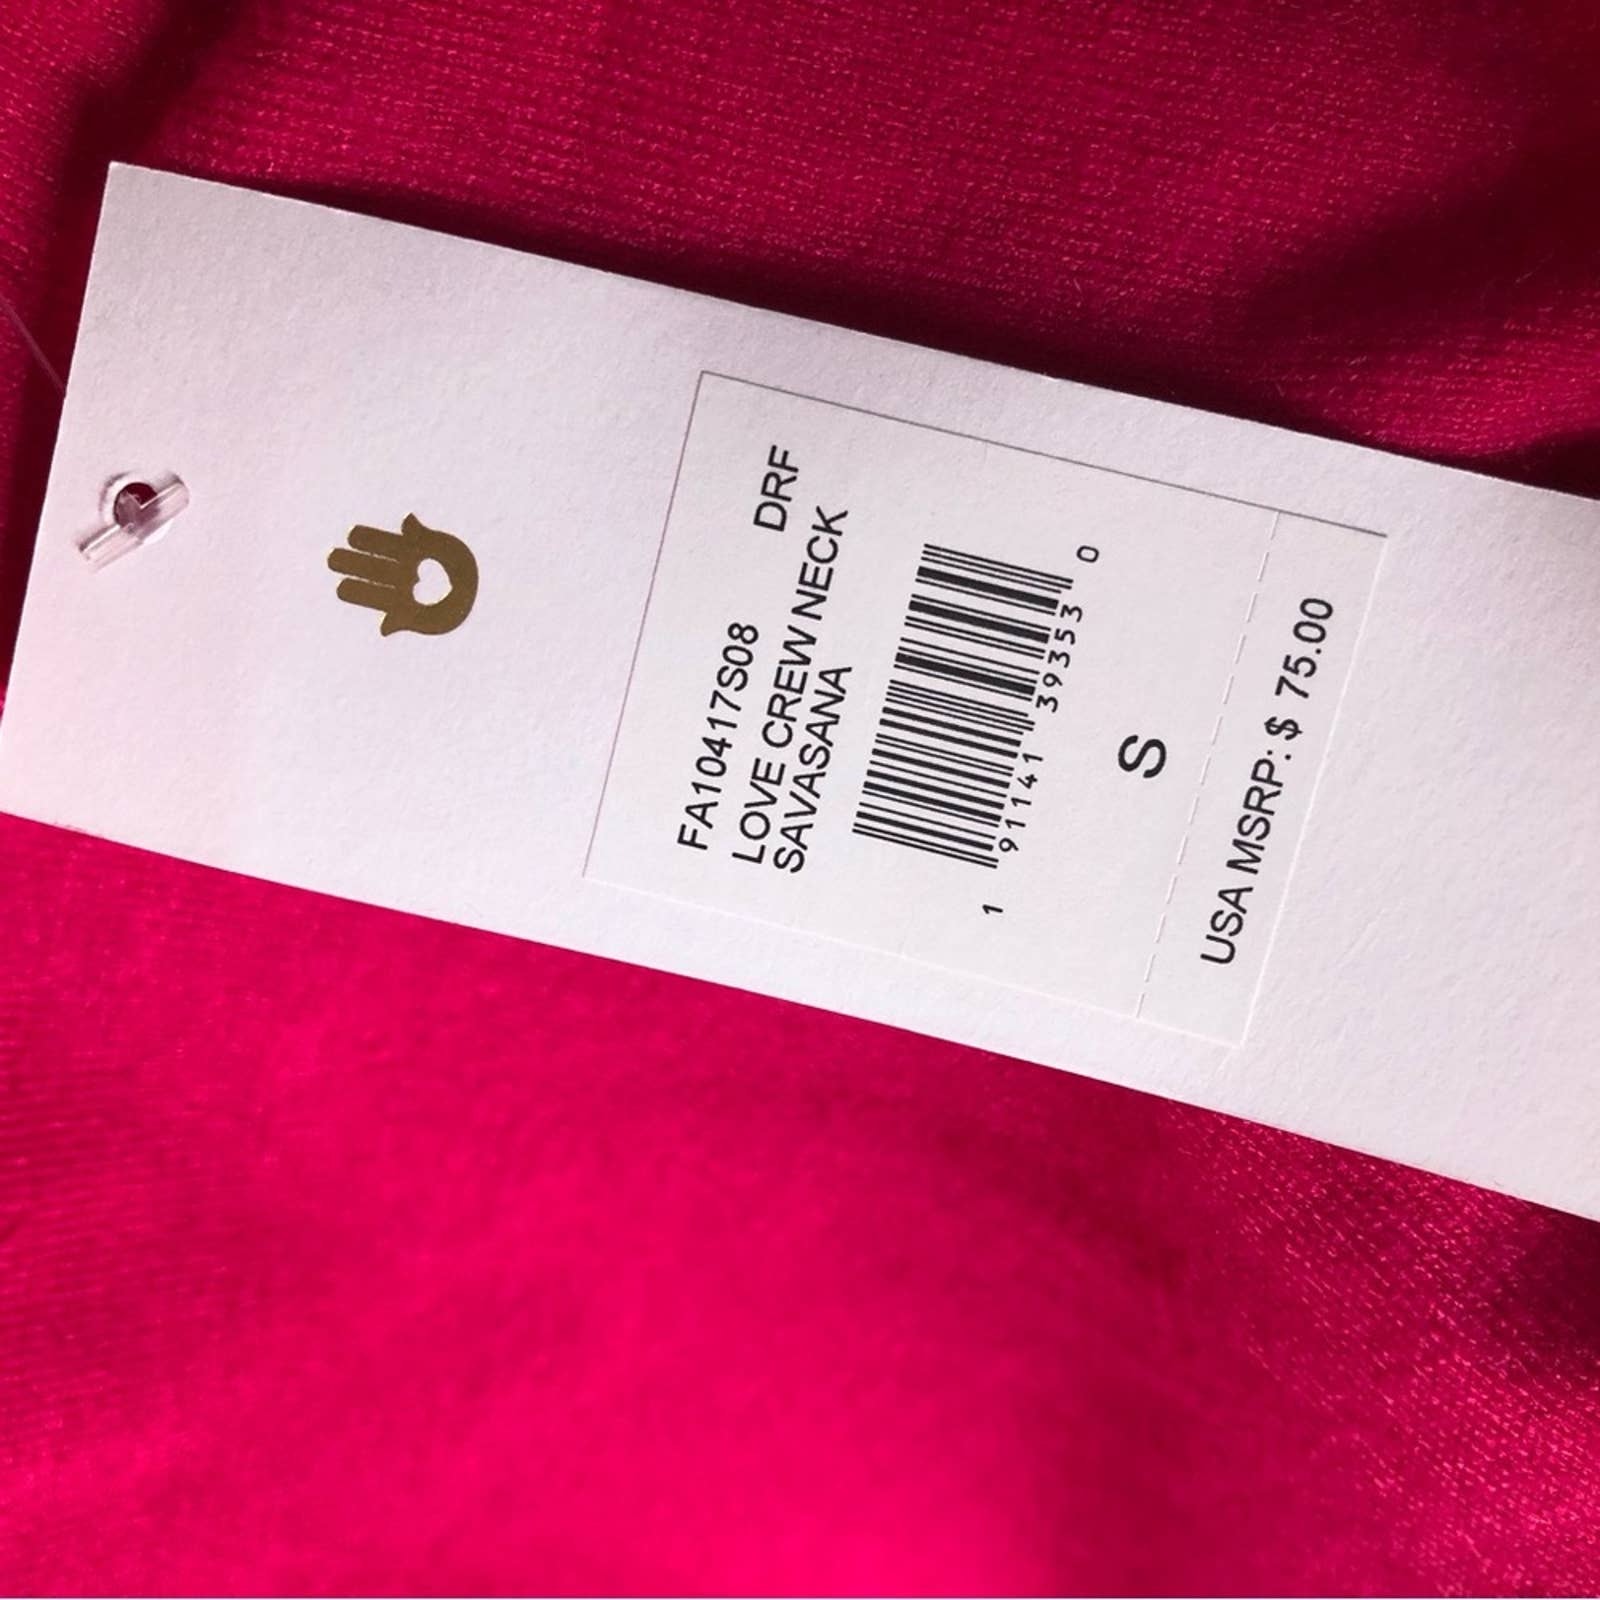 FA10417S08 DRF
LOVE CREW NECK
SAVASANA
1 91141 39353 0
S
USA MSRP: $ 75.00